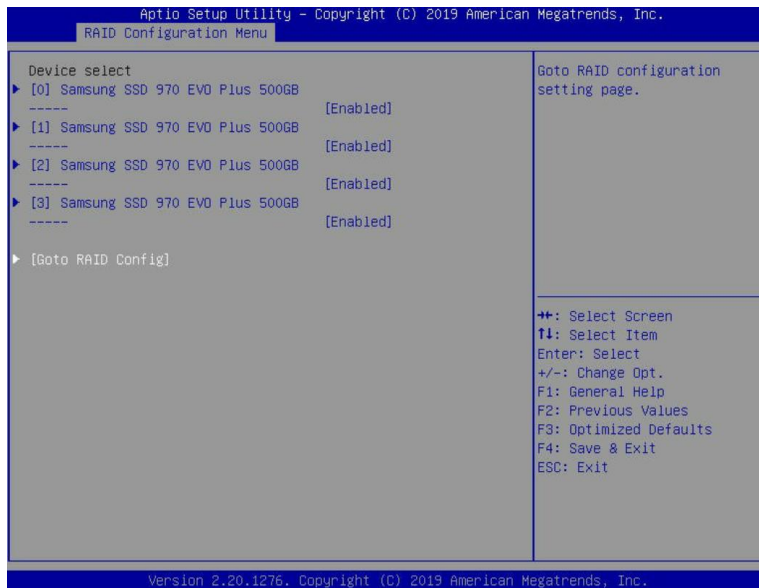 Aptio Setup Utility – Copyright (C) 2019 American Megatrends, Inc.
RAID Configuration Menu
Device select
[0] Samsung SSD 970 EVO Plus 500GB
----- [Enabled]
[1] Samsung SSD 970 EVO Plus 500GB
----- [Enabled]
[2] Samsung SSD 970 EVO Plus 500GB
----- [Enabled]
[3] Samsung SSD 970 EVO Plus 500GB
----- [Enabled]
[Goto RAID Config]
Goto RAID configuration
setting page.
→←: Select Screen
↑↓: Select Item
Enter: Select
+/-: Change Opt.
F1: General Help
F2: Previous Values
F3: Optimized Defaults
F4: Save & Exit
ESC: Exit
Version 2.20.1276. Copyright (C) 2019 American Megatrends, Inc.